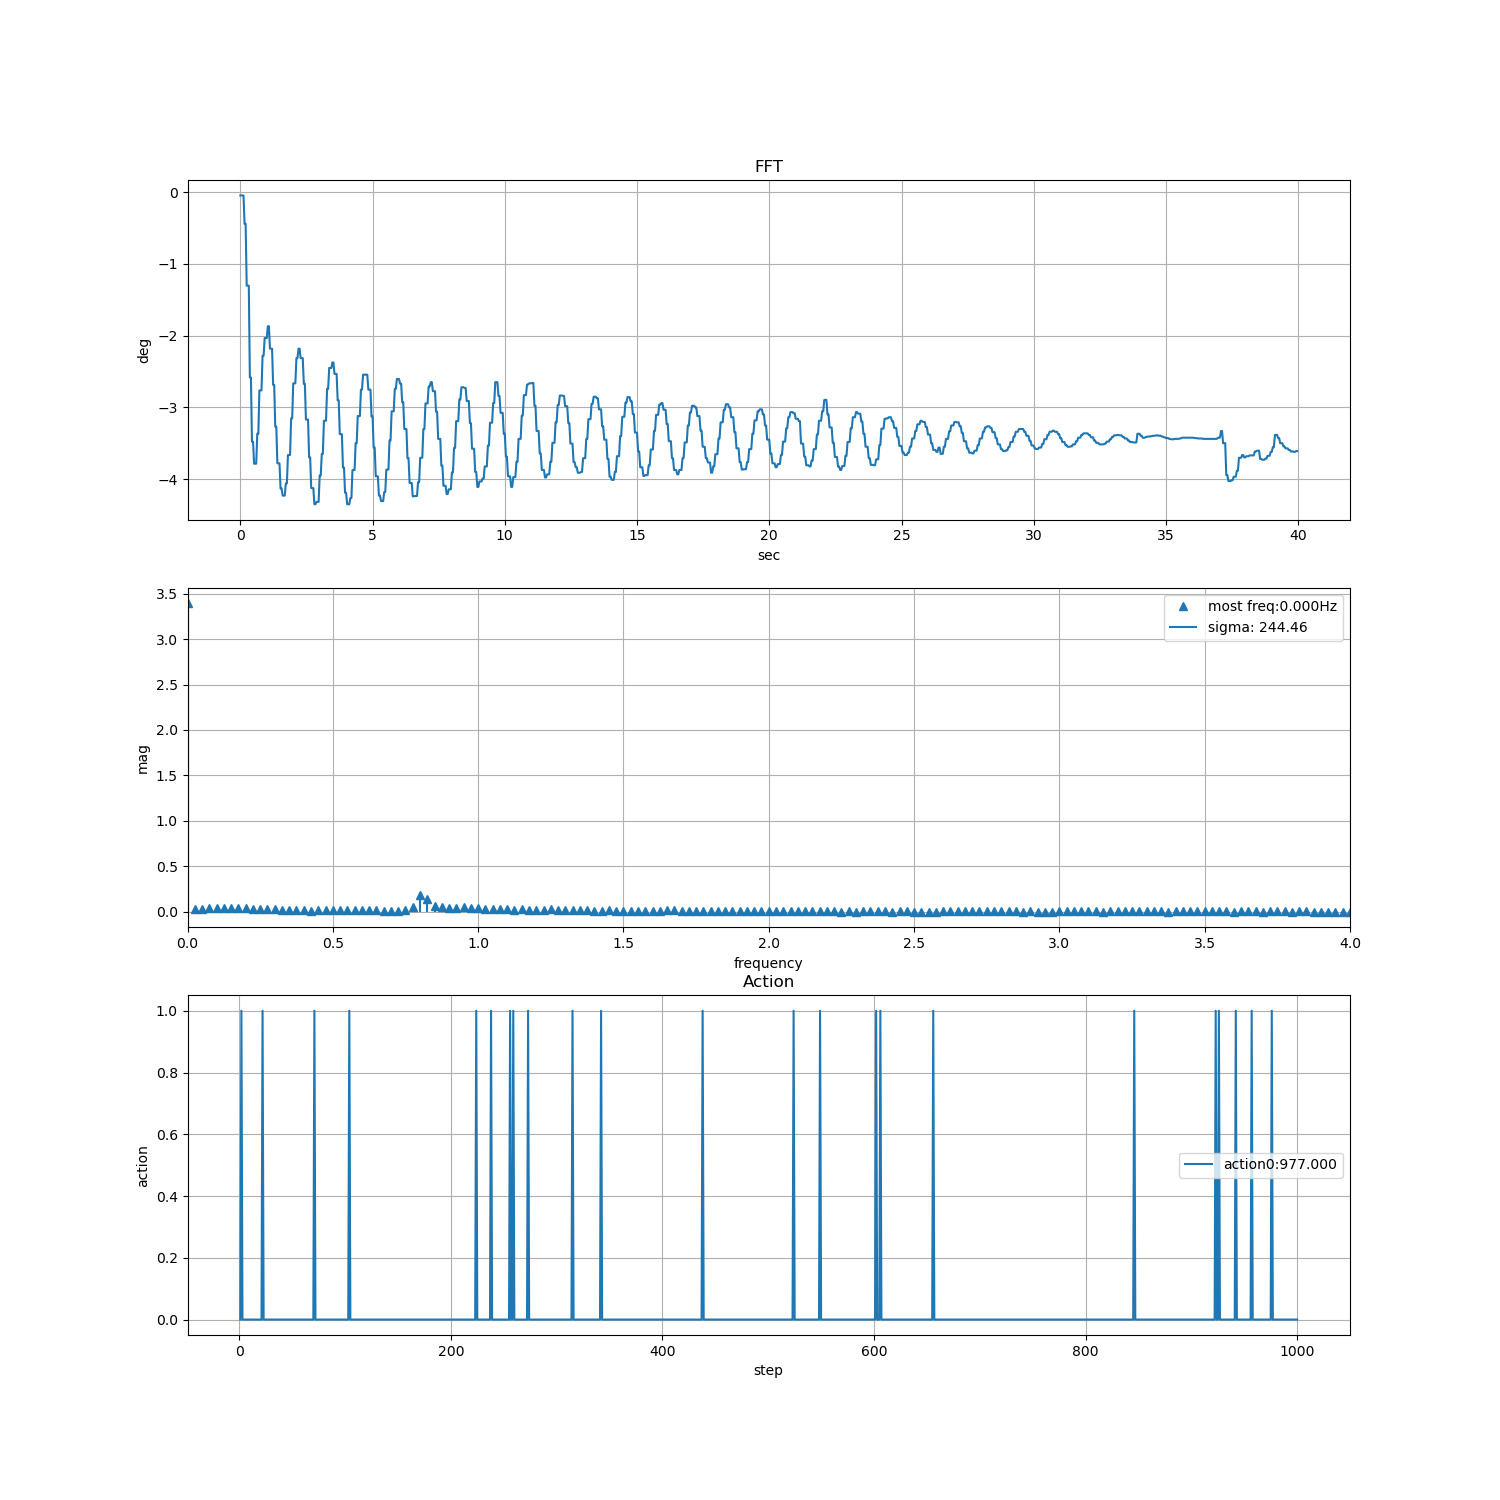 FFT
0
−1
−2
−3
−4
deg
0 5 10 15 20 25 30 35 40
sec
3.5
3.0
2.5
2.0
1.5
1.0
0.5
0.0
mag
most freq:0.000Hz
sigma: 244.46
0.0 0.5 1.0 1.5 2.0 2.5 3.0 3.5 4.0
frequency
Action
1.0
0.8
0.6
0.4
0.2
0.0
action
action0:977.000
0 200 400 600 800 1000
step